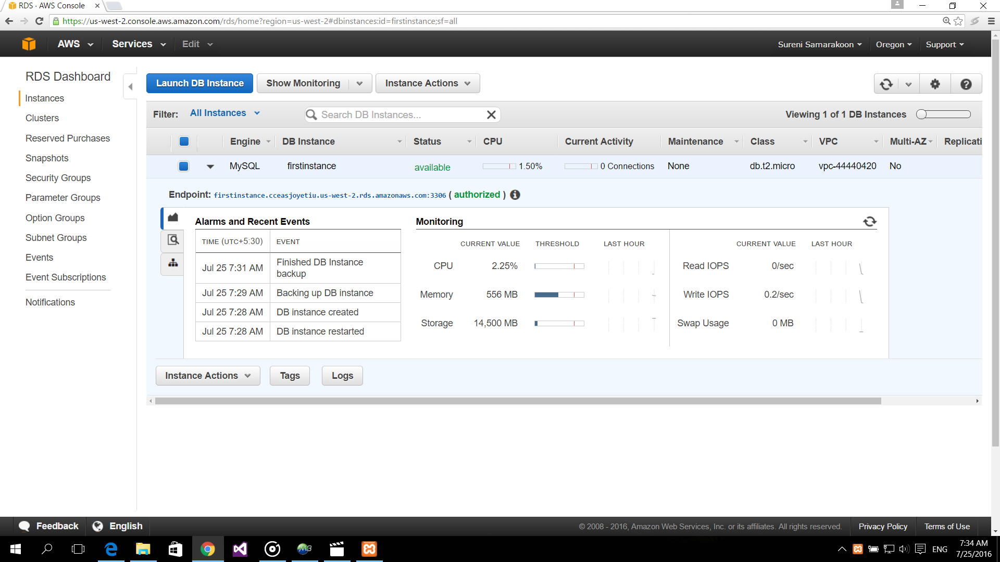 RDS · AWS Console
https://us-west-2.console.aws.amazon.com/rds/home?region=us-west-2#dbinstances:id=firstinstance;sf=all
AWS Services Edit Sureni Samarakoon Oregon Support
RDS Dashboard
Instances
Clusters
Reserved Purchases
Snapshots
Security Groups
Parameter Groups
Option Groups
Subnet Groups
Events
Event Subscriptions
Notifications
Launch DB Instance Show Monitoring Instance Actions
Filter: All Instances Search DB Instances... Viewing 1 of 1 DB Instances
Engine DB Instance Status CPU Current Activity Maintenance Class VPC Multi-AZ Replicati
MySQL firstinstance available 1.50% 0 Connections None db.t2.micro vpc-44440420 No
Endpoint: firstinstance.cceasjoyetiu.us-west-2.rds.amazonaws.com:3306 ( authorized )
Alarms and Recent Events
TIME (UTC+5:30) EVENT
Jul 25 7:31 AM Finished DB Instance
backup
Jul 25 7:29 AM Backing up DB instance
Jul 25 7:28 AM DB instance created
Jul 25 7:28 AM DB instance restarted
Monitoring
CURRENT VALUE THRESHOLD LAST HOUR
CPU 2.25%
Memory 556 MB
Storage 14,500 MB
CURRENT VALUE LAST HOUR
Read IOPS 0/sec
Write IOPS 0.2/sec
Swap Usage 0 MB
Instance Actions Tags Logs
Feedback English © 2008 - 2016, Amazon Web Services, Inc. or its affiliates. All rights reserved. Privacy Policy Terms of Use
ENG
7:34 AM
7/25/2016